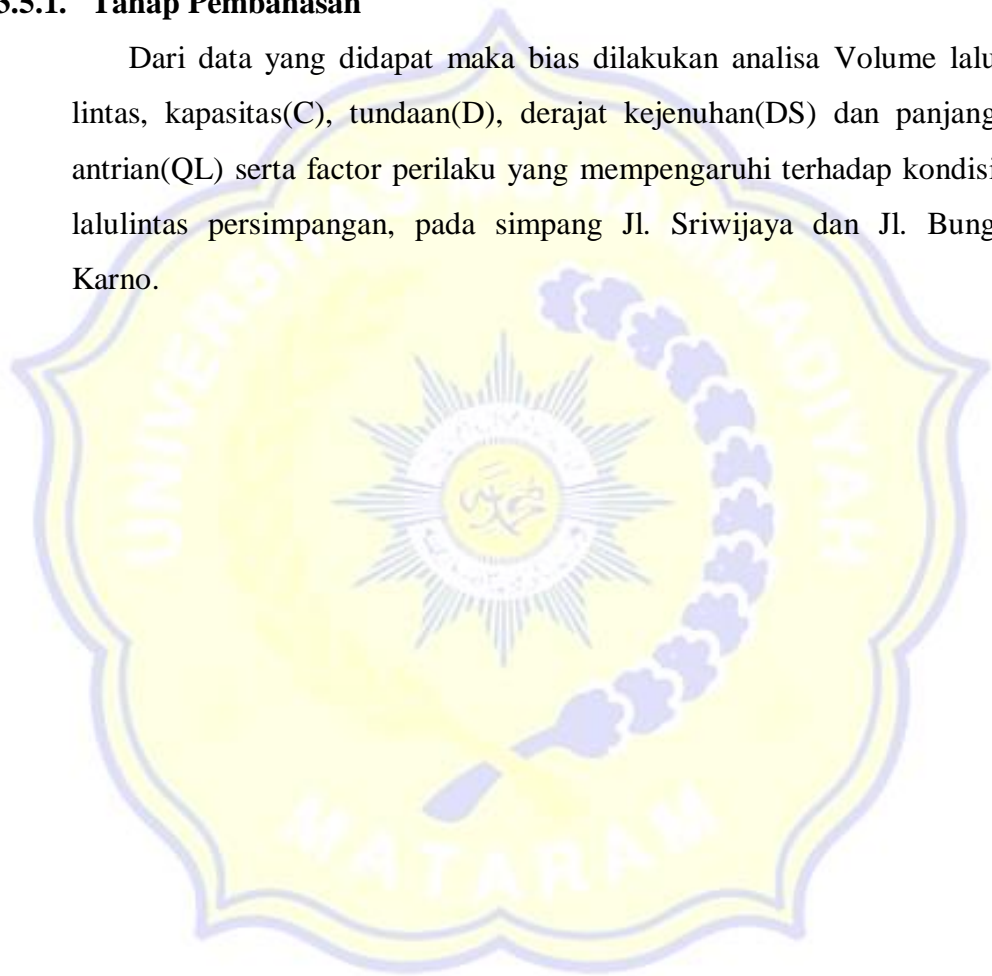 3.5.1. Tahap Pembahasan
Dari data yang didapat maka bias dilakukan analisa Volume lalu
lintas, kapasitas(C), tundaan(D), derajat kejenuhan(DS) dan panjang
antrian(QL) serta factor perilaku yang mempengaruhi terhadap kondisi
lalulintas persimpangan, pada simpang Jl. Sriwijaya dan Jl. Bung
Karno.
UNIVERSITAS MUHAMMADIYAH
MATARAM